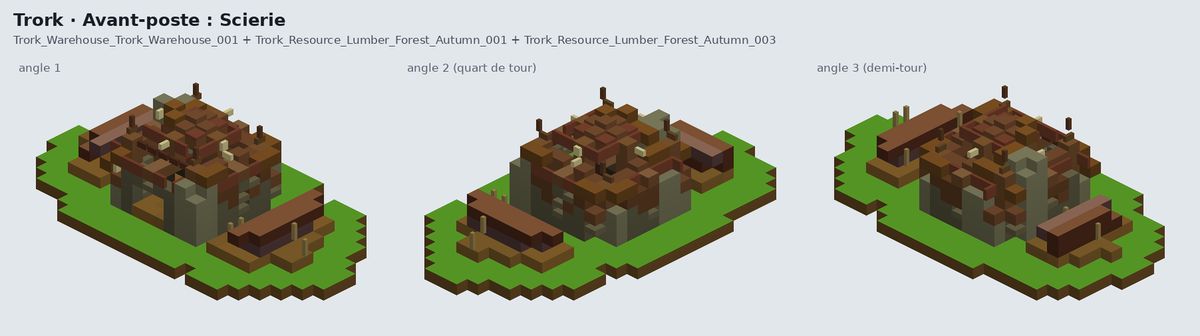 Trork · Avant-poste : Scierie
Trork_Warehouse_Trork_Warehouse_001 + Trork_Resource_Lumber_Forest_Autumn_001 + Trork_Resource_Lumber_Forest_Autumn_003
angle 1
angle 2 (quart de tour)
angle 3 (demi-tour)